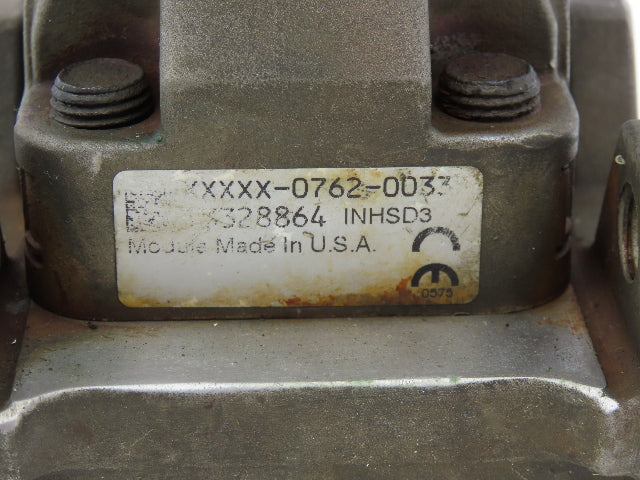 XXXXX-0762-0033
328864 INHSD3
Module Made In U.S.A.
0575